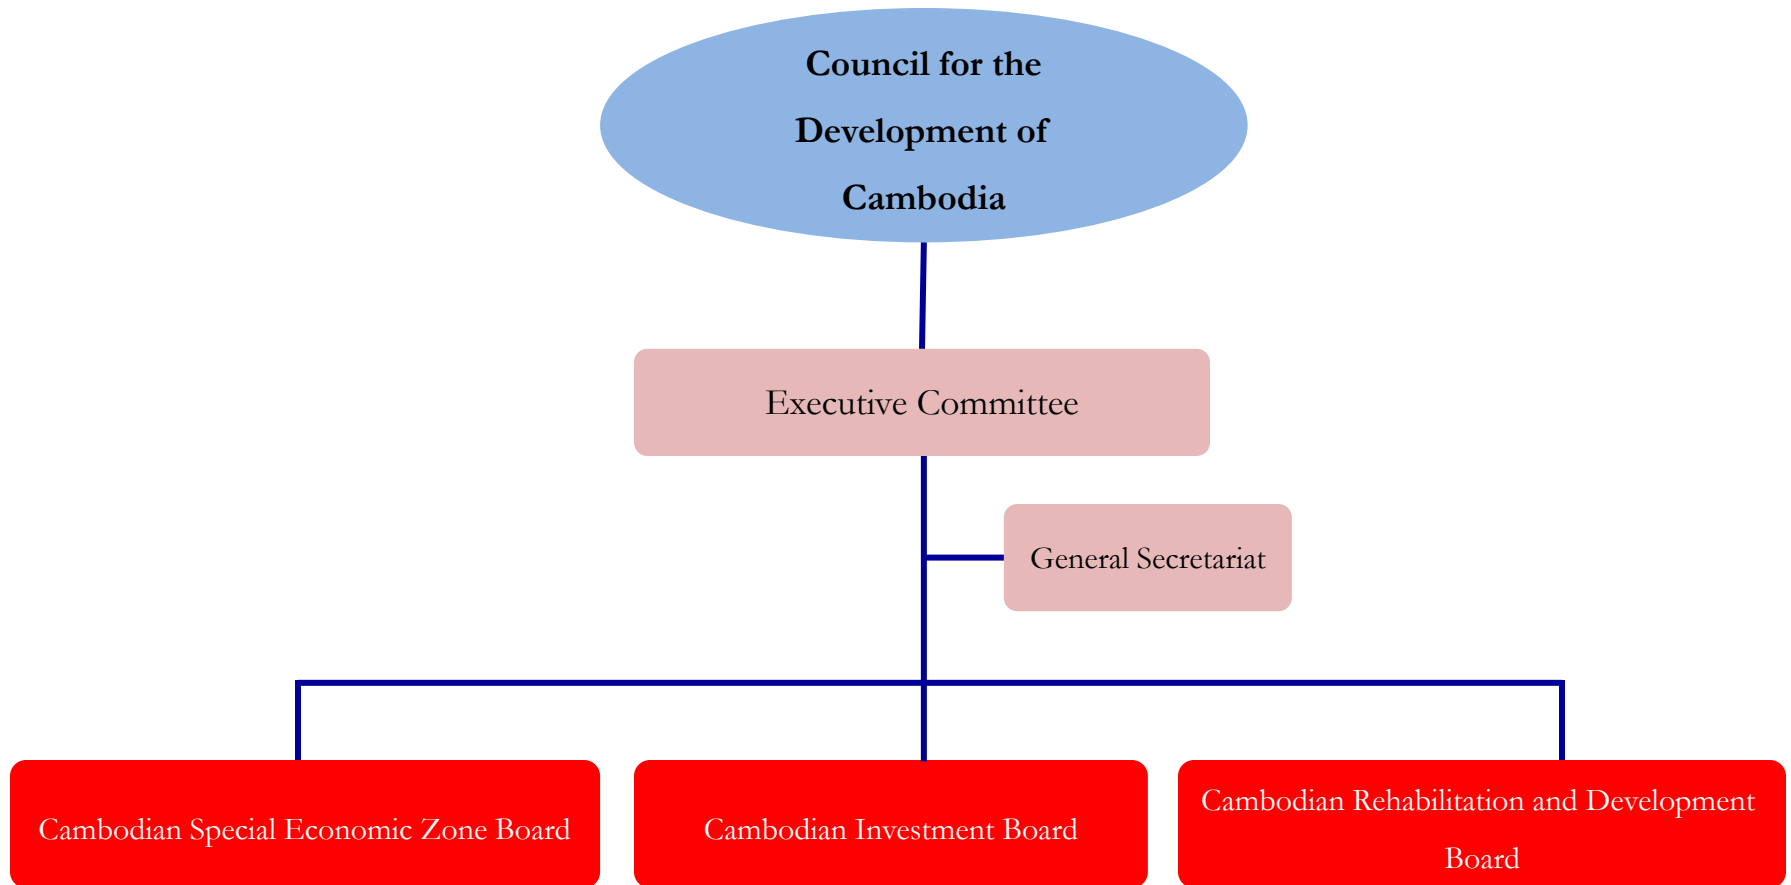 Council for the
Development of
Cambodia
Executive Committee
General Secretariat
Cambodian Special Economic Zone Board
Cambodian Investment Board
Cambodian Rehabilitation and Development
Board